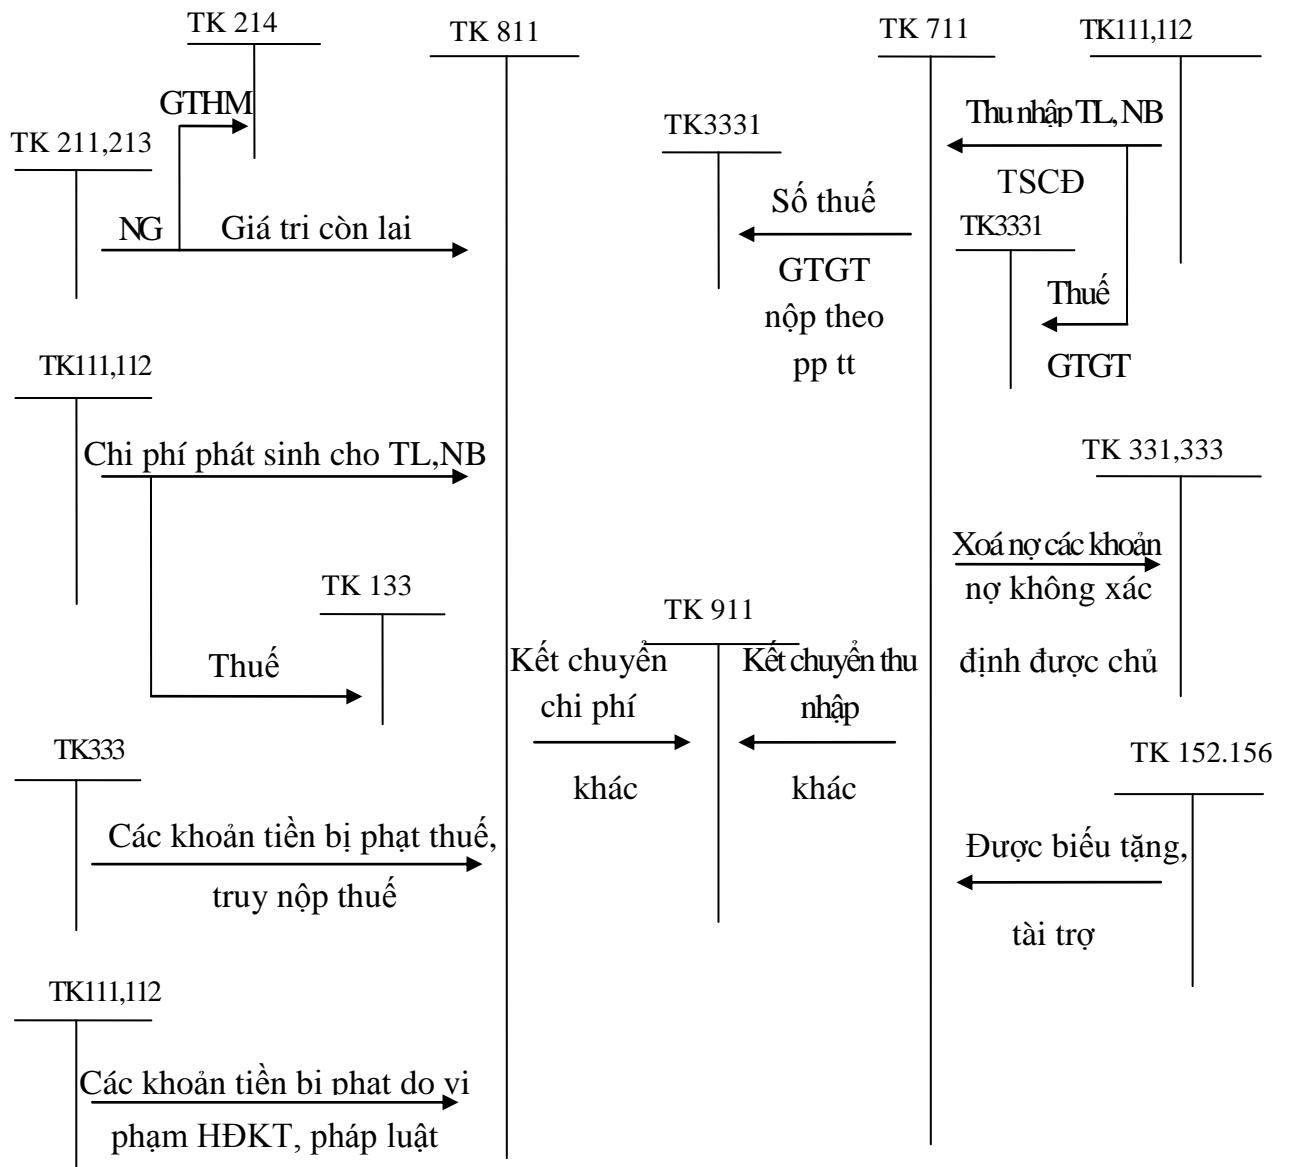 TK 214
TK 811
TK 711
TK111,112
GTHM
TK 211,213
NG
Giá tri còn lai
TK3331
Số thuế
GTGT
nộp theo
pp tt
Thu nhập TL, NB
TSCĐ
TK3331
Thuế
GTGT
TK111,112
Chi phí phát sinh cho TL,NB
TK 133
Thuế
TK 331,333
Xoá nợ các khoản
nợ không xác
định được chủ
TK 911
Kết chuyển
chi phí
khác
Kết chuyển thu
nhập
khác
TK333
Các khoản tiền bị phạt thuế,
truy nộp thuế
TK 152.156
Được biếu tặng,
tài trợ
TK111,112
Các khoản tiền bị phạt do vi
phạm HĐKT, pháp luật